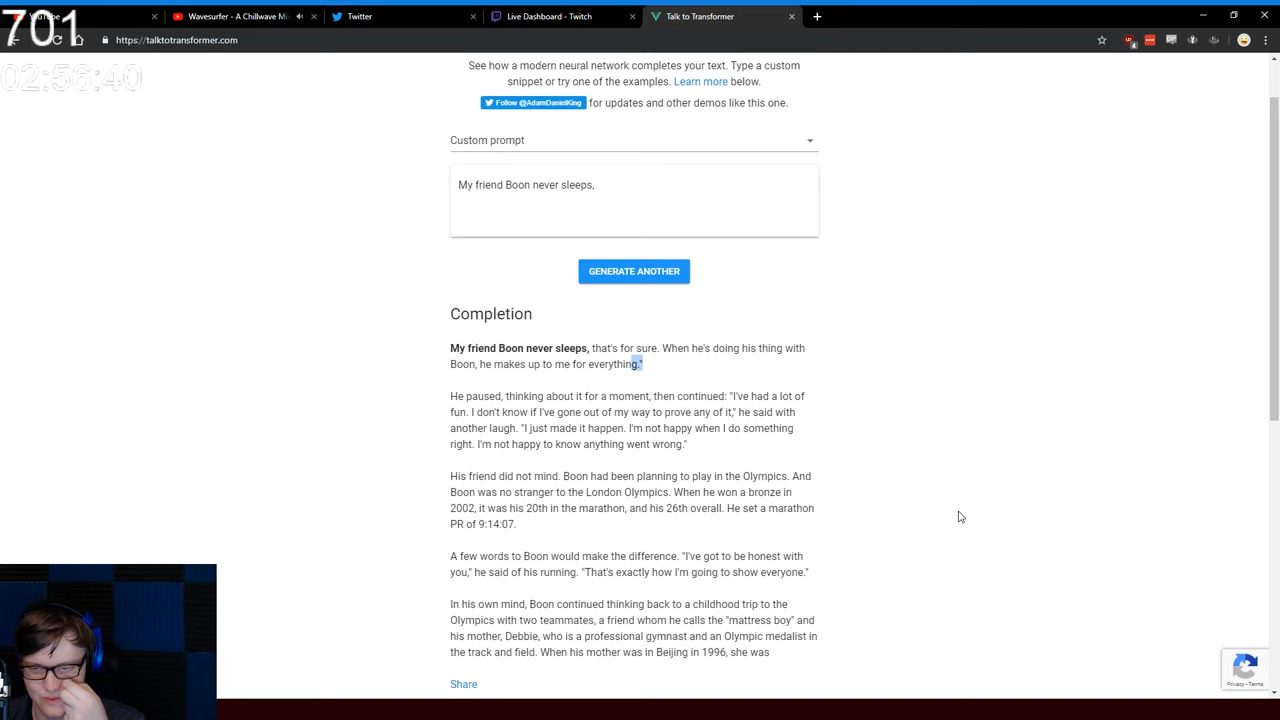 701
02:56:40
YouTube
Wavesurfer - A Chillwave Mi
Twitter
Live Dashboard - Twitch
Talk to Transformer
https://talktotransformer.com
4
See how a modern neural network completes your text. Type a custom
snippet or try one of the examples. Learn more below.
Follow @AdamDanielKing for updates and other demos like this one.
Custom prompt
My friend Boon never sleeps,
GENERATE ANOTHER
Completion
My friend Boon never sleeps, that's for sure. When he's doing his thing with
Boon, he makes up to me for everything."
He paused, thinking about it for a moment, then continued: "I've had a lot of
fun. I don't know if I've gone out of my way to prove any of it," he said with
another laugh. "I just made it happen. I'm not happy when I do something
right. I'm not happy to know anything went wrong."
His friend did not mind. Boon had been planning to play in the Olympics. And
Boon was no stranger to the London Olympics. When he won a bronze in
2002, it was his 20th in the marathon, and his 26th overall. He set a marathon
PR of 9:14:07.
A few words to Boon would make the difference. "I've got to be honest with
you," he said of his running. "That's exactly how I'm going to show everyone."
In his own mind, Boon continued thinking back to a childhood trip to the
Olympics with two teammates, a friend whom he calls the "mattress boy" and
his mother, Debbie, who is a professional gymnast and an Olympic medalist in
the track and field. When his mother was in Beijing in 1996, she was
Share
Privacy - Terms